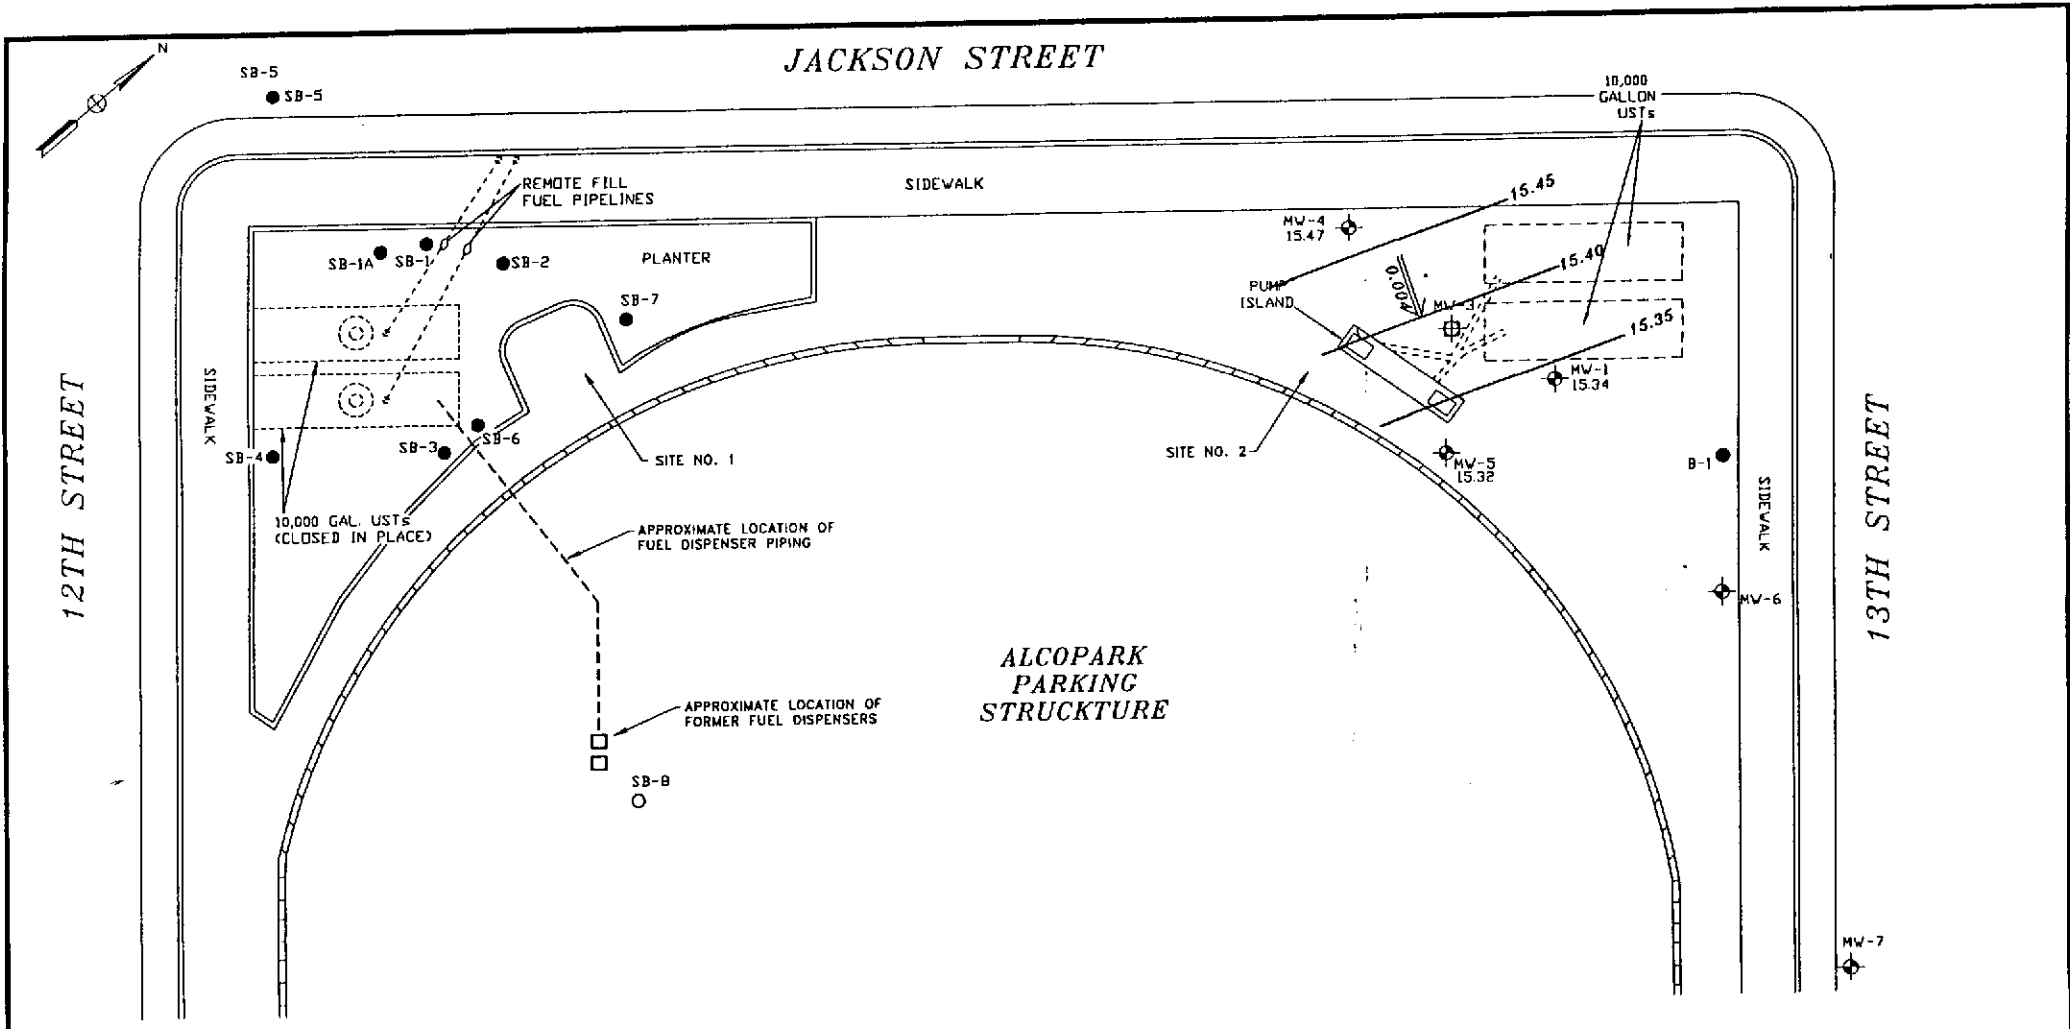 JACKSON STREET
N
SB-5
SB-5
10,000
GALLON
USTs
REMOTE FILL
FUEL PIPELINES
SIDEWALK
15.45
MW-4
15.47
SB-1A
SB-1
SB-2
PLANTER
15.40
0.004
PUMP
ISLAND
MW-3
SB-7
15.35
MW-1
15.34
12TH STREET
SIDEWALK
13TH STREET
SB-6
SB-3
SB-4
SITE NO. 1
SITE NO. 2
MW-5
15.32
B-1
SIDEWALK
10,000 GAL. USTs
(CLOSED IN PLACE)
APPROXIMATE LOCATION OF
FUEL DISPENSER PIPING
MW-6
ALCOPARK
PARKING
STRUCKTURE
APPROXIMATE LOCATION OF
FORMER FUEL DISPENSERS
SB-8
MW-7